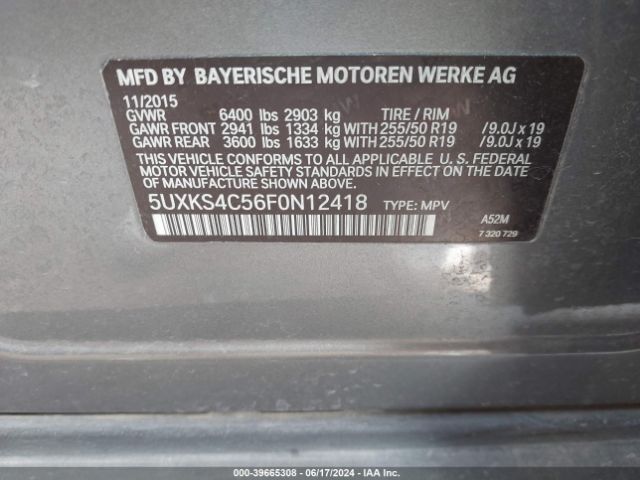 MFD BY BAYERISCHE MOTOREN WERKE AG
11/2015
GVWR 6400 lbs 2903 kg TIRE / RIM
GAWR FRONT 2941 lbs 1334 kg WITH 255/50 R19 /9.0J x 19
GAWR REAR 3600 lbs 1633 kg WITH 255/50 R19 /9.0J x 19
THIS VEHICLE CONFORMS TO ALL APPLICABLE U. S. FEDERAL
MOTOR VEHICLE SAFETY STANDARDS IN EFFECT ON THE DATE
OF MANUFACTURE SHOWN ABOVE.
5UXKS4C56F0N12418 TYPE: MPV A52M
7 320 729
000-39665308 - 06/17/2024 - IAA Inc.